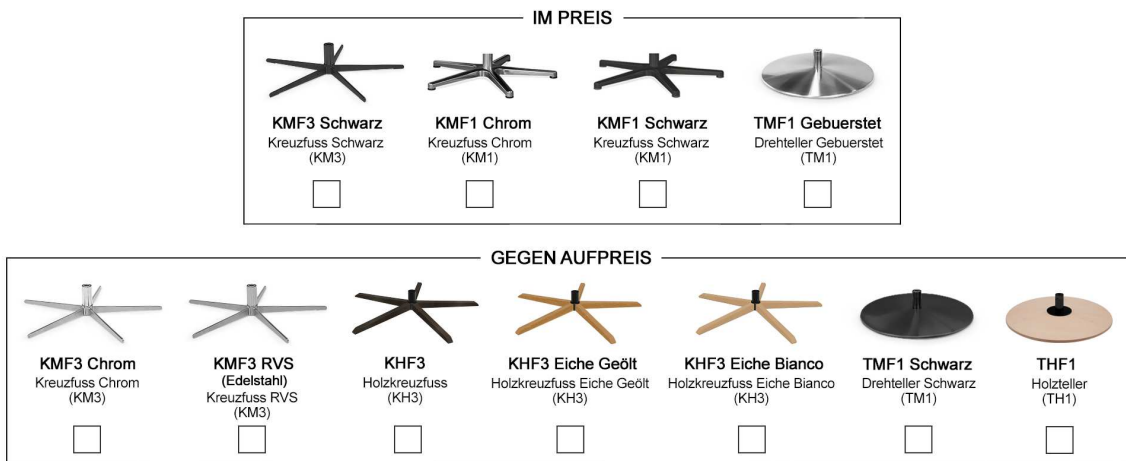 IM PREIS
KMF3 Schwarz
Kreuzfuss Schwarz
(KM3)
KMF1 Chrom
Kreuzfuss Chrom
(KM1)
KMF1 Schwarz
Kreuzfuss Schwarz
(KM1)
TMF1 Gebuerstet
Drehteller Gebuerstet
(TM1)
GEGEN AUFPREIS
KMF3 Chrom
Kreuzfuss Chrom
(KM3)
KMF3 RVS
(Edelstahl)
Kreuzfuss RVS
(KM3)
KHF3
Holzkreuzfuss
(KH3)
KHF3 Eiche Geölt
Holzkreuzfuss Eiche Geölt
(KH3)
KHF3 Eiche Bianco
Holzkreuzfuss Eiche Bianco
(KH3)
TMF1 Schwarz
Drehteller Schwarz
(TM1)
THF1
Holzteller
(TH1)